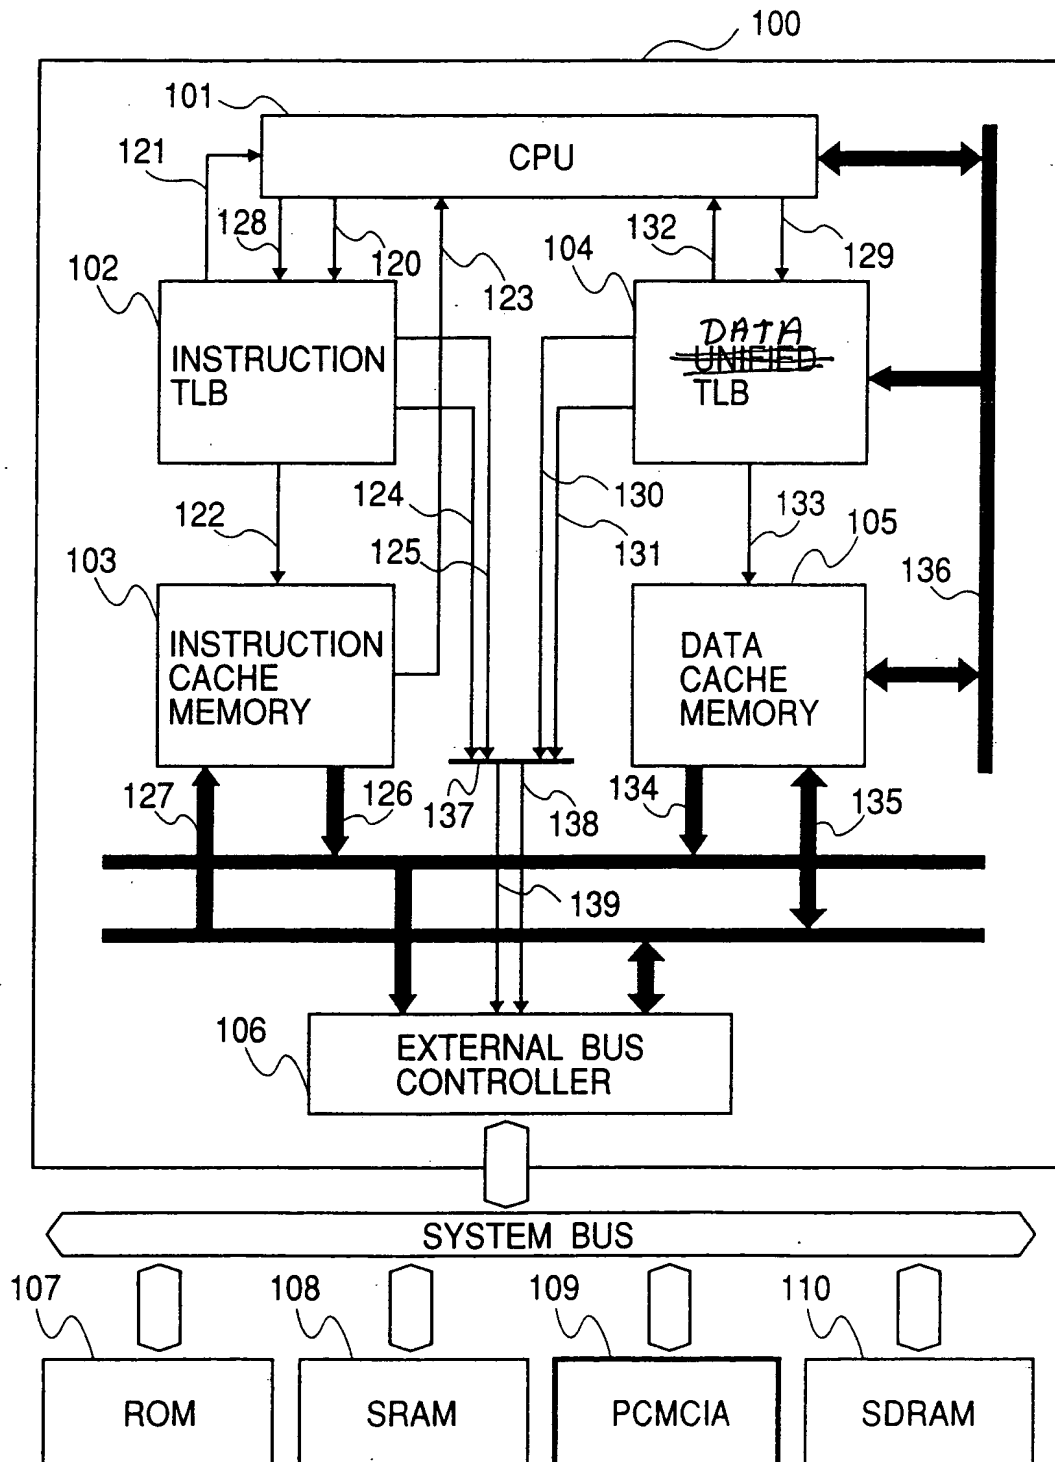 100
101
CPU
121
128
120
123
132
129
102
104
INSTRUCTION
TLB
DATA
UNIFIED
TLB
124
125
130
131
122
133
105
103
136
INSTRUCTION
CACHE
MEMORY
DATA
CACHE
MEMORY
127
126
137
138
134
135
139
106
EXTERNAL BUS
CONTROLLER
SYSTEM BUS
107
108
109
110
ROM
SRAM
PCMCIA
SDRAM